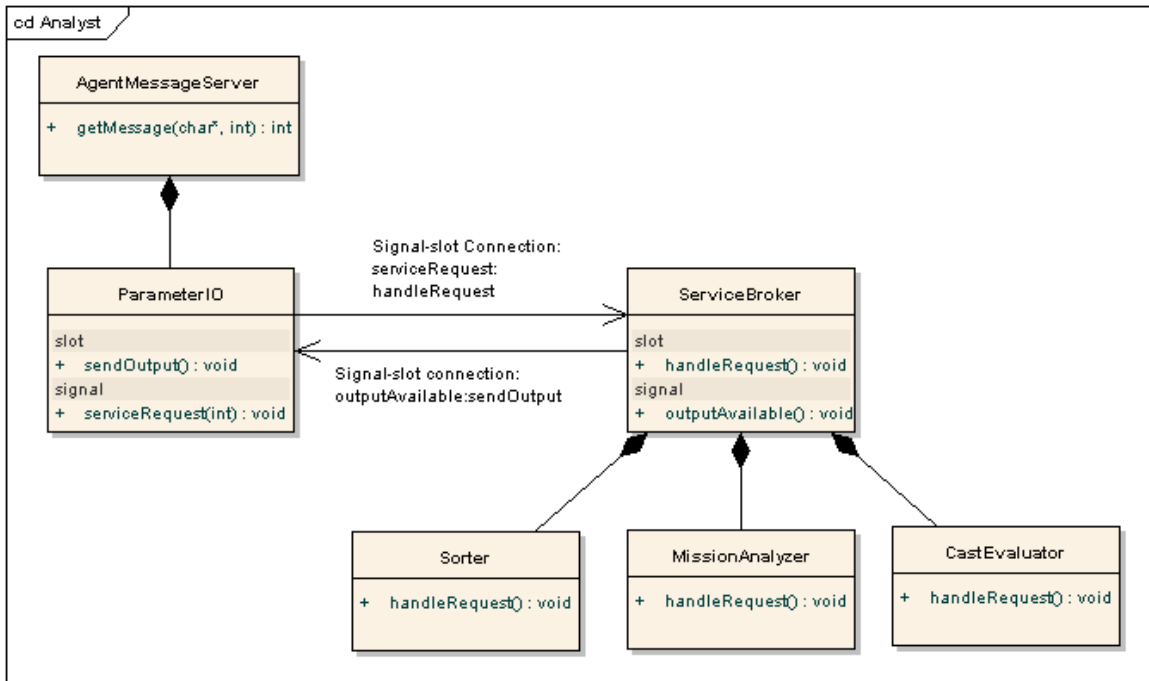 cd Analyst
AgentMessageServer
+ getMessage(char*, int) : int
Signal-slot Connection:
serviceRequest:
handleRequest
ParameterIO
slot
+ sendOutput() : void
signal
+ serviceRequest(int) : void
ServiceBroker
slot
+ handleRequest() : void
signal
+ outputAvailable() : void
Signal-slot connection:
outputAvailable:sendOutput
Sorter
+ handleRequest() : void
MissionAnalyzer
+ handleRequest() : void
CastEvaluator
+ handleRequest() : void